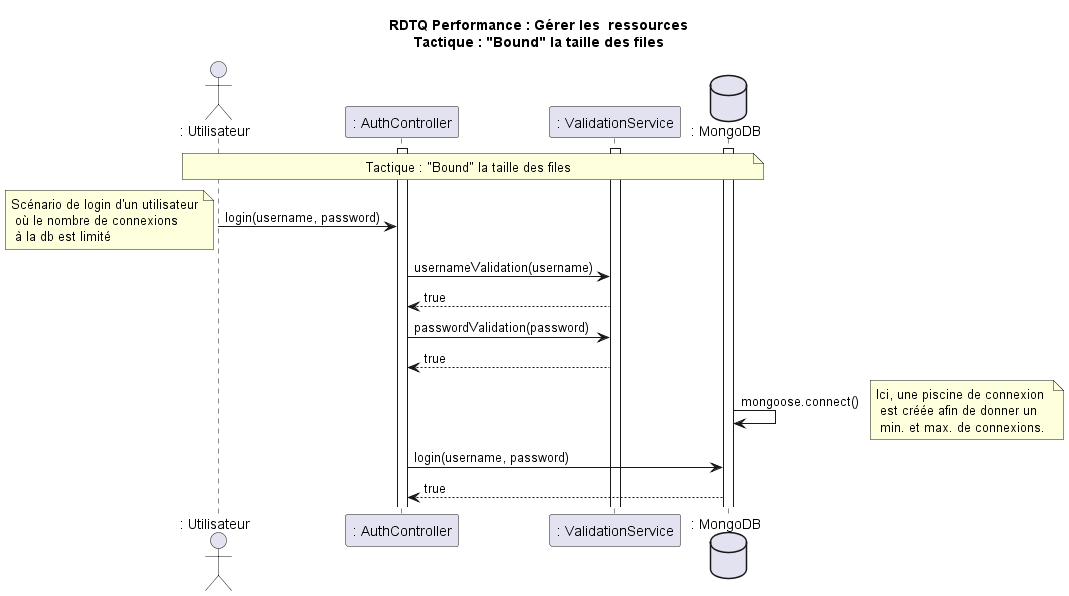 RDTQ Performance : Gérer les  ressources
Tactique : "Bound" la taille des files
: Utilisateur
: AuthController
: ValidationService
: MongoDB
Tactique : "Bound" la taille des files
Scénario de login d'un utilisateur
où le nombre de connexions
à la db est limité
login(username, password)
usernameValidation(username)
true
passwordValidation(password)
true
mongoose.connect()
Ici, une piscine de connexion
est créée afin de donner un
min. et max. de connexions.
login(username, password)
true
: Utilisateur
: AuthController
: ValidationService
: MongoDB